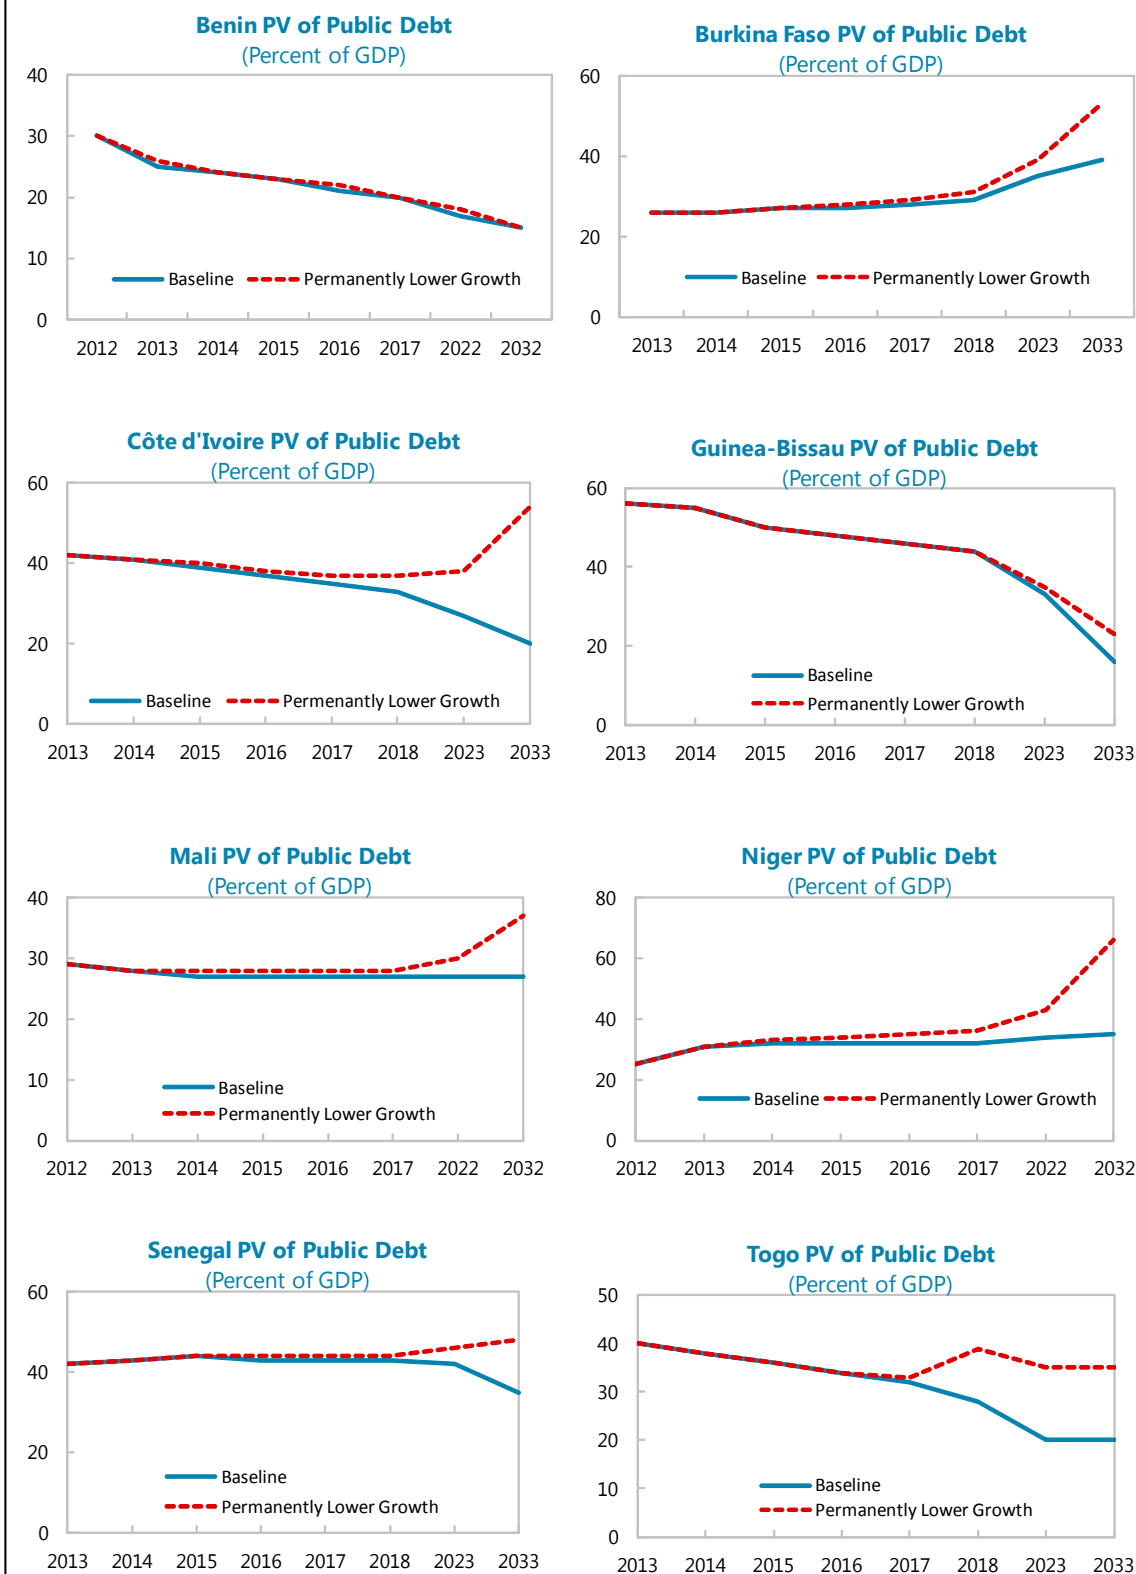 Benin PV of Public Debt
(Percent of GDP)
40
30
20
10
0
Baseline Permanently Lower Growth
2012 2013 2014 2015 2016 2017 2022 2032
Burkina Faso PV of Public Debt
(Percent of GDP)
60
40
20
0
Baseline Permanently Lower Growth
2013 2014 2015 2016 2017 2018 2023 2033
Côte d'Ivoire PV of Public Debt
(Percent of GDP)
60
40
20
0
Baseline Permenantly Lower Growth
2013 2014 2015 2016 2017 2018 2023 2033
Guinea-Bissau PV of Public Debt
(Percent of GDP)
60
40
20
0
Baseline
Permanently Lower Growth
2013 2014 2015 2016 2017 2018 2023 2033
Mali PV of Public Debt
(Percent of GDP)
40
30
20
10
0
Baseline
Permanently Lower Growth
2012 2013 2014 2015 2016 2017 2022 2032
Niger PV of Public Debt
(Percent of GDP)
80
60
40
20
0
Baseline Permanently Lower Growth
2012 2013 2014 2015 2016 2017 2022 2032
Senegal PV of Public Debt
(Percent of GDP)
60
40
20
0
Baseline
Permanently Lower Growth
2013 2014 2015 2016 2017 2018 2023 2033
Togo PV of Public Debt
(Percent of GDP)
50
40
30
20
10
0
Baseline
Permanently Lower Growth
2013 2014 2015 2016 2017 2018 2023 2033